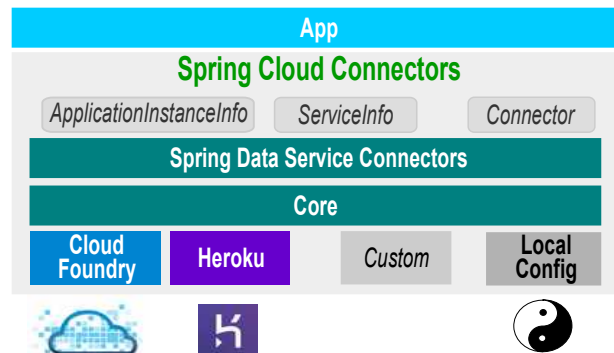 App
Spring Cloud Connectors
ApplicationInstanceInfo ServiceInfo Connector
Spring Data Service Connectors
Core
Cloud Foundry Heroku Custom Local Config